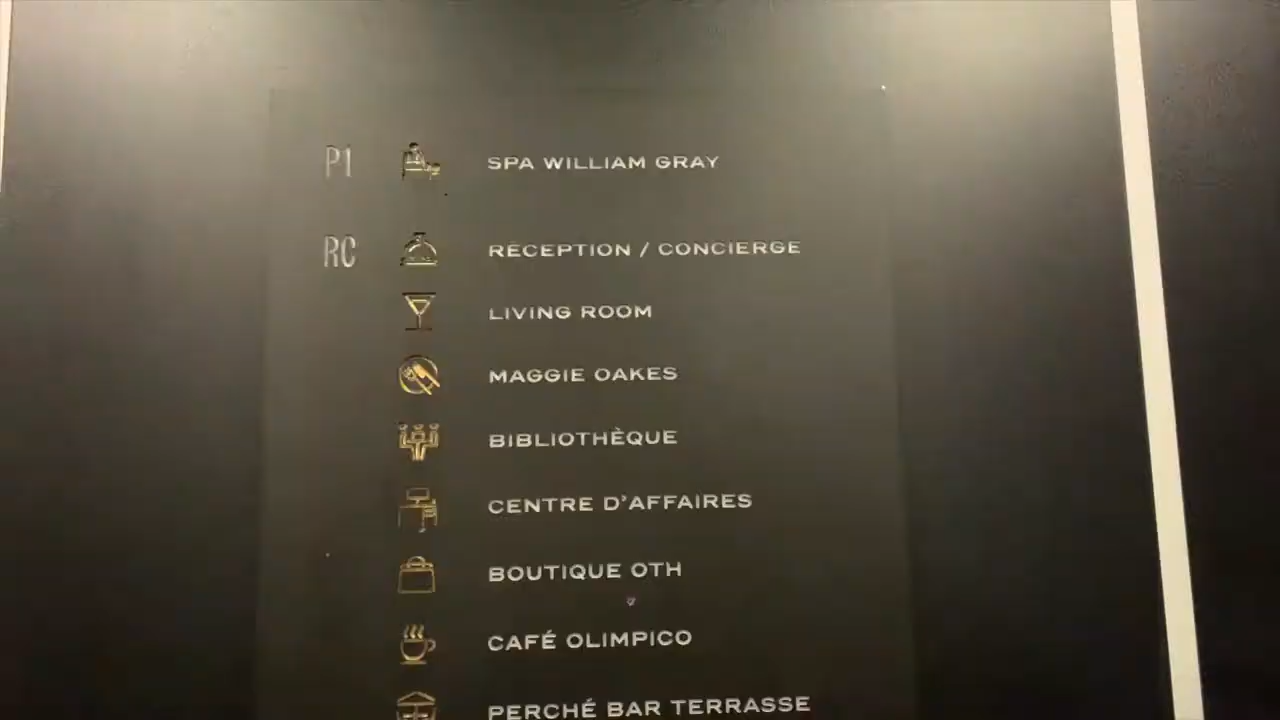 P1 SPA WILLIAM GRAY
RC RÉCEPTION / CONCIERGE
LIVING ROOM
MAGGIE OAKES
BIBLIOTHÈQUE
CENTRE D'AFFAIRES
BOUTIQUE OTH
CAFÉ OLIMPICO
PERCHÉ BAR TERRASSE